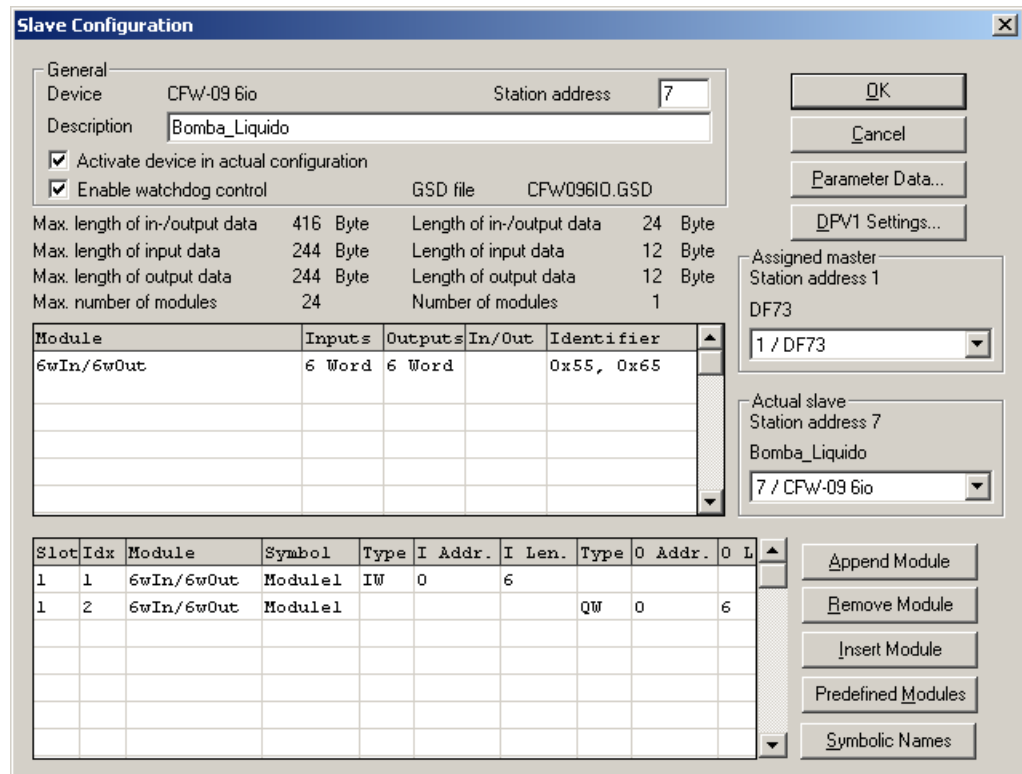 Slave Configuration
General
Device CFW-09 6io Station address 7
Description Bomba_Liquido
Activate device in actual configuration
Enable watchdog control GSD file CFW096IO.GSD
Max. length of in-/output data 416 Byte Length of in-/output data 24 Byte
Max. length of input data 244 Byte Length of input data 12 Byte
Max. length of output data 244 Byte Length of output data 12 Byte
Max. number of modules 24 Number of modules 1
OK
Cancel
Parameter Data...
DPV1 Settings...
Assigned master
Station address 1
DF73
1 / DF73
Module Inputs Outputs In/Out Identifier
6wIn/6wOut 6 Word 6 Word 0x55, 0x65
Actual slave
Station address 7
Bomba_Liquido
7 / CFW-09 6io
Slot Idx Module Symbol Type I Addr. I Len. Type O Addr. O L
1 1 6wIn/6wOut Module1 IW 0 6
1 2 6wIn/6wOut Module1 QW 0 6
Append Module
Remove Module
Insert Module
Predefined Modules
Symbolic Names